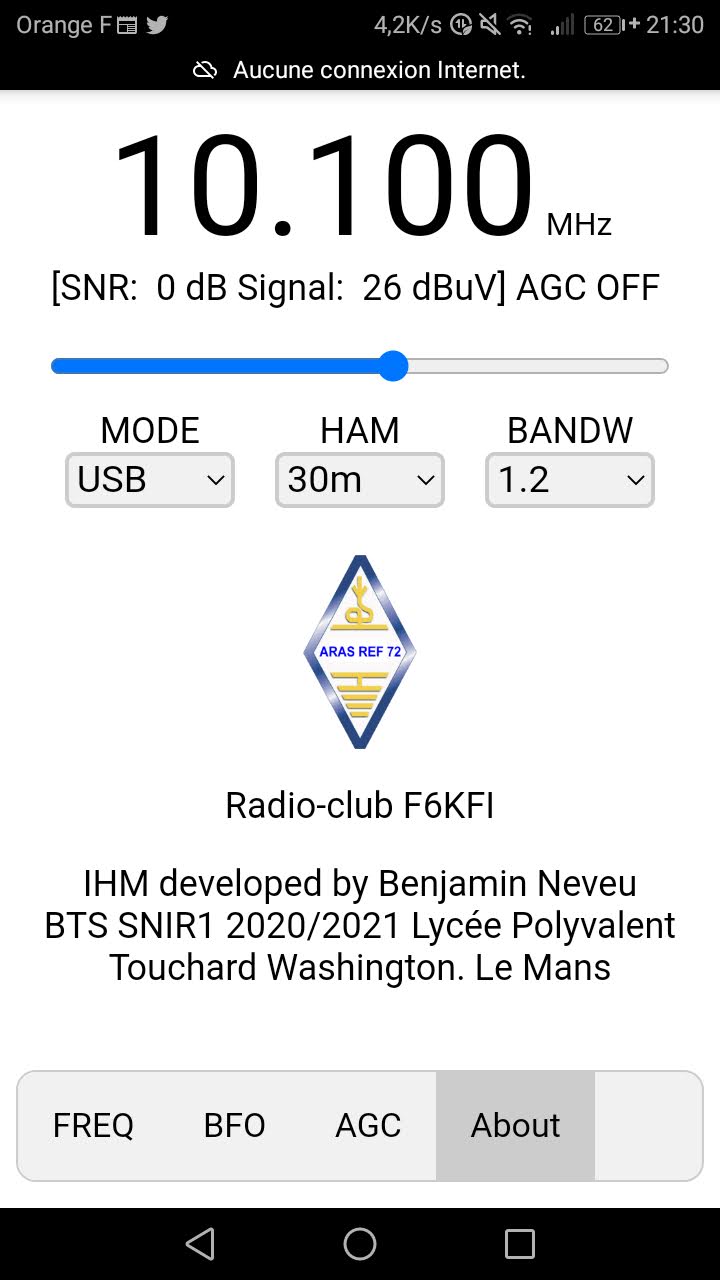 Orange F 4,2K/s 62 21:30
Aucune connexion Internet.
10.100 MHz
[SNR: 0 dB Signal: 26 dBuV] AGC OFF
MODE HAM BANDW
USB 30m 1.2
ARAS REF 72
Radio-club F6KFI
IHM developed by Benjamin Neveu
BTS SNIR1 2020/2021 Lycée Polyvalent
Touchard Washington. Le Mans
FREQ BFO AGC About